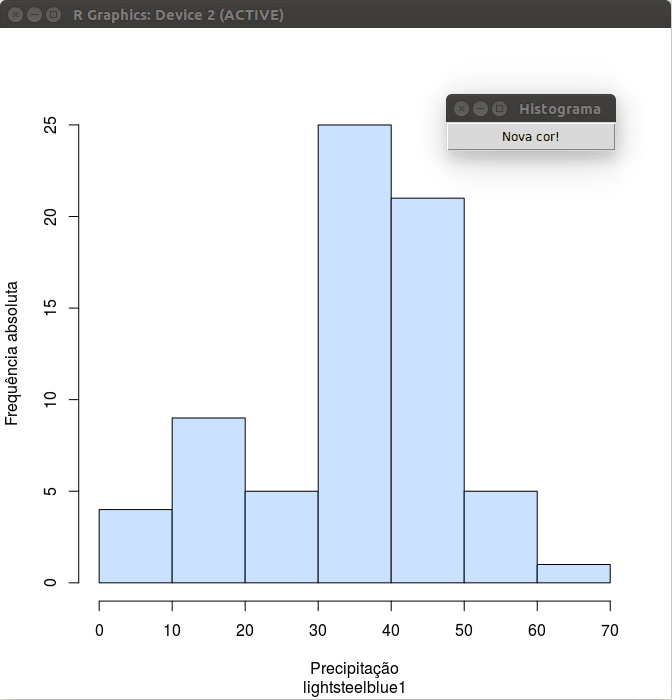 R Graphics: Device 2 (ACTIVE)
Histograma
Nova cor!
25
20
15
10
5
0
Frequência absoluta
0 10 20 30 40 50 60 70
Precipitação
lightsteelblue1